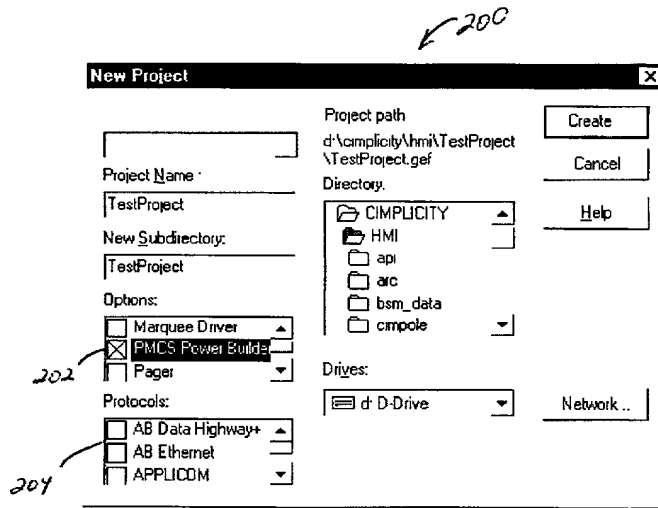 200
New Project
Project Name :
TestProject
New Subdirectory:
TestProject
Options:
Marquee Driver
PMCS Power Builde
Pager
202
Protocols:
AB Data Highway+
AB Ethernet
APPLICOM
204
Project path
d:\cimplicity\hmi\TestProject
\TestProject.gef
Directory.
CIMPLICITY
HMI
api
arc
bsm_data
cimpole
Drives:
d: D-Drive
Create
Cancel
Help
Network ..